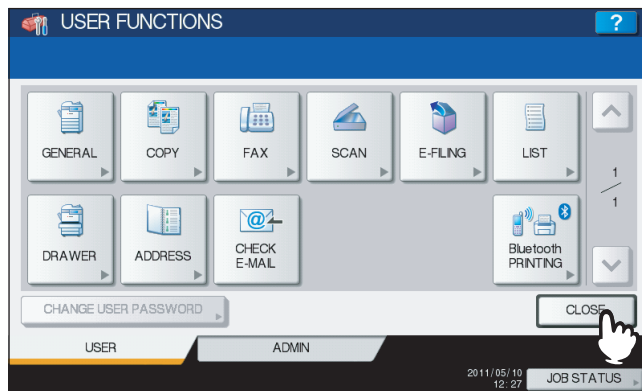 USER FUNCTIONS
?
GENERAL
COPY
FAX
SCAN
E-FILING
LIST
1
1
DRAWER
ADDRESS
@
CHECK
E-MAIL
Bluetooth
PRINTING
CHANGE USER PASSWORD
CLOSE
USER
ADMIN
2011/05/10
12:27
JOB STATUS